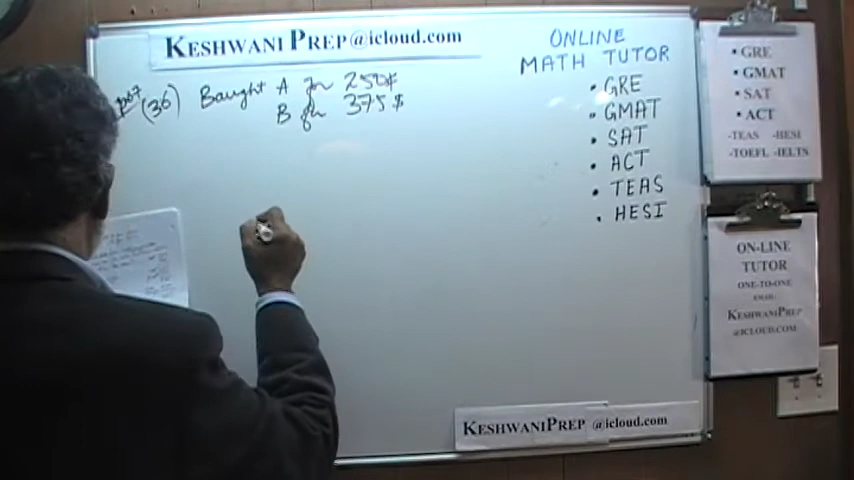 KESHWANI PREP@icloud.com
(36) Baught A for 250$
B for 375$
ONLINE
MATH TUTOR
• GRE
• GMAT
• SAT
• ACT
• TEAS
• HESI
• GRE
• GMAT
• SAT
• ACT
-TEAS -HESI
-TOEFL -IELTS
ON-LINE
TUTOR
ONE-TO-ONE
EMAIL:
KESHWANIPREP
@ICLOUD.COM
KESHWANIPREP @icloud.com